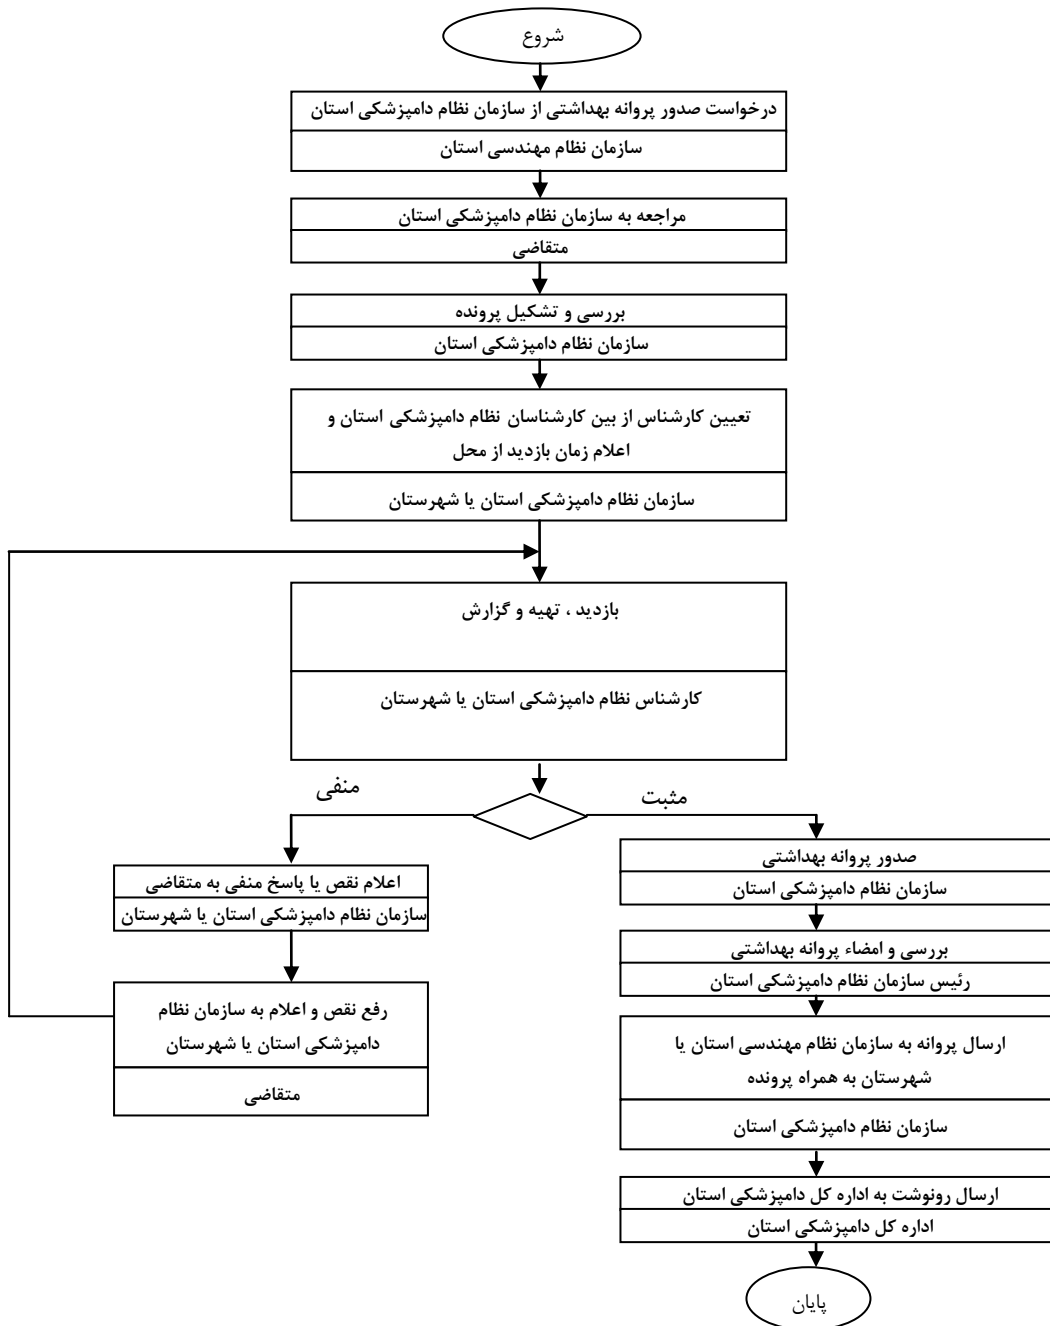 شروع
درخواست صدور پروانه بهداشتی از سازمان نظام دامپزشکی استان
سازمان نظام مهندسی استان
مراجعه به سازمان نظام دامپزشکی استان
متقاضی
بررسی و تشکیل پرونده
سازمان نظام دامپزشکی استان
تعیین کارشناس از بین کارشناسان نظام دامپزشکی استان و
اعلام زمان بازدید از محل
سازمان نظام دامپزشکی استان یا شهرستان
بازدید ، تهیه و گزارش
کارشناس نظام دامپزشکی استان یا شهرستان
مثبت
منفی
صدور پروانه بهداشتی
سازمان نظام دامپزشکی استان
بررسی و امضاء پروانه بهداشتی
رئیس سازمان نظام دامپزشکی استان
ارسال پروانه به سازمان نظام مهندسی استان یا
شهرستان به همراه پرونده
سازمان نظام دامپزشکی استان
ارسال رونوشت به اداره کل دامپزشکی استان
اداره کل دامپزشکی استان
پایان
اعلام نقص یا پاسخ منفی به متقاضی
سازمان نظام دامپزشکی استان یا شهرستان
رفع نقص و اعلام به سازمان نظام
دامپزشکی استان یا شهرستان
متقاضی